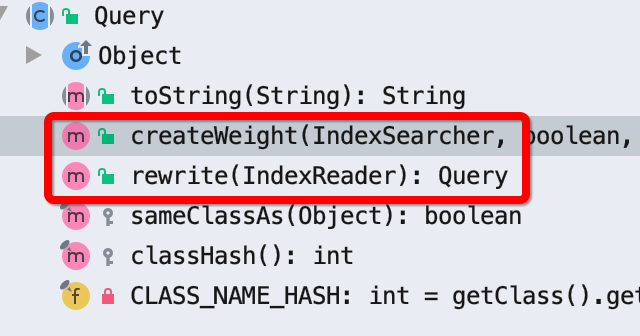 Query
Object
toString(String): String
createWeight(IndexSearcher, boolean,
rewrite(IndexReader): Query
sameClassAs(Object): boolean
classHash(): int
CLASS_NAME_HASH: int = getClass().get